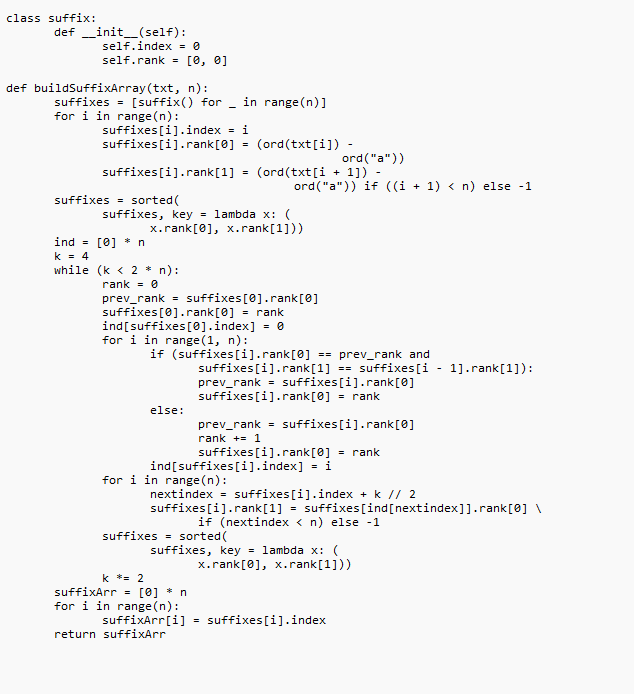 class suffix:
       def __init__(self):
              self.index = 0
              self.rank = [0, 0]

def buildSuffixArray(txt, n):
       suffixes = [suffix() for _ in range(n)]
       for i in range(n):
              suffixes[i].index = i
              suffixes[i].rank[0] = (ord(txt[i]) -
                                                ord("a"))
              suffixes[i].rank[1] = (ord(txt[i + 1]) -
                                         ord("a")) if ((i + 1) < n) else -1
       suffixes = sorted(
              suffixes, key = lambda x: (
                     x.rank[0], x.rank[1]))
       ind = [0] * n
       k = 4
       while (k < 2 * n):
              rank = 0
              prev_rank = suffixes[0].rank[0]
              suffixes[0].rank[0] = rank
              ind[suffixes[0].index] = 0
              for i in range(1, n):
                     if (suffixes[i].rank[0] == prev_rank and
                            suffixes[i].rank[1] == suffixes[i - 1].rank[1]):
                            prev_rank = suffixes[i].rank[0]
                            suffixes[i].rank[0] = rank
                     else:
                            prev_rank = suffixes[i].rank[0]
                            rank += 1
                            suffixes[i].rank[0] = rank
                     ind[suffixes[i].index] = i
              for i in range(n):
                     nextindex = suffixes[i].index + k // 2
                     suffixes[i].rank[1] = suffixes[ind[nextindex]].rank[0] \
                            if (nextindex < n) else -1
              suffixes = sorted(
                     suffixes, key = lambda x: (
                            x.rank[0], x.rank[1]))
              k *= 2
       suffixArr = [0] * n
       for i in range(n):
              suffixArr[i] = suffixes[i].index
       return suffixArr